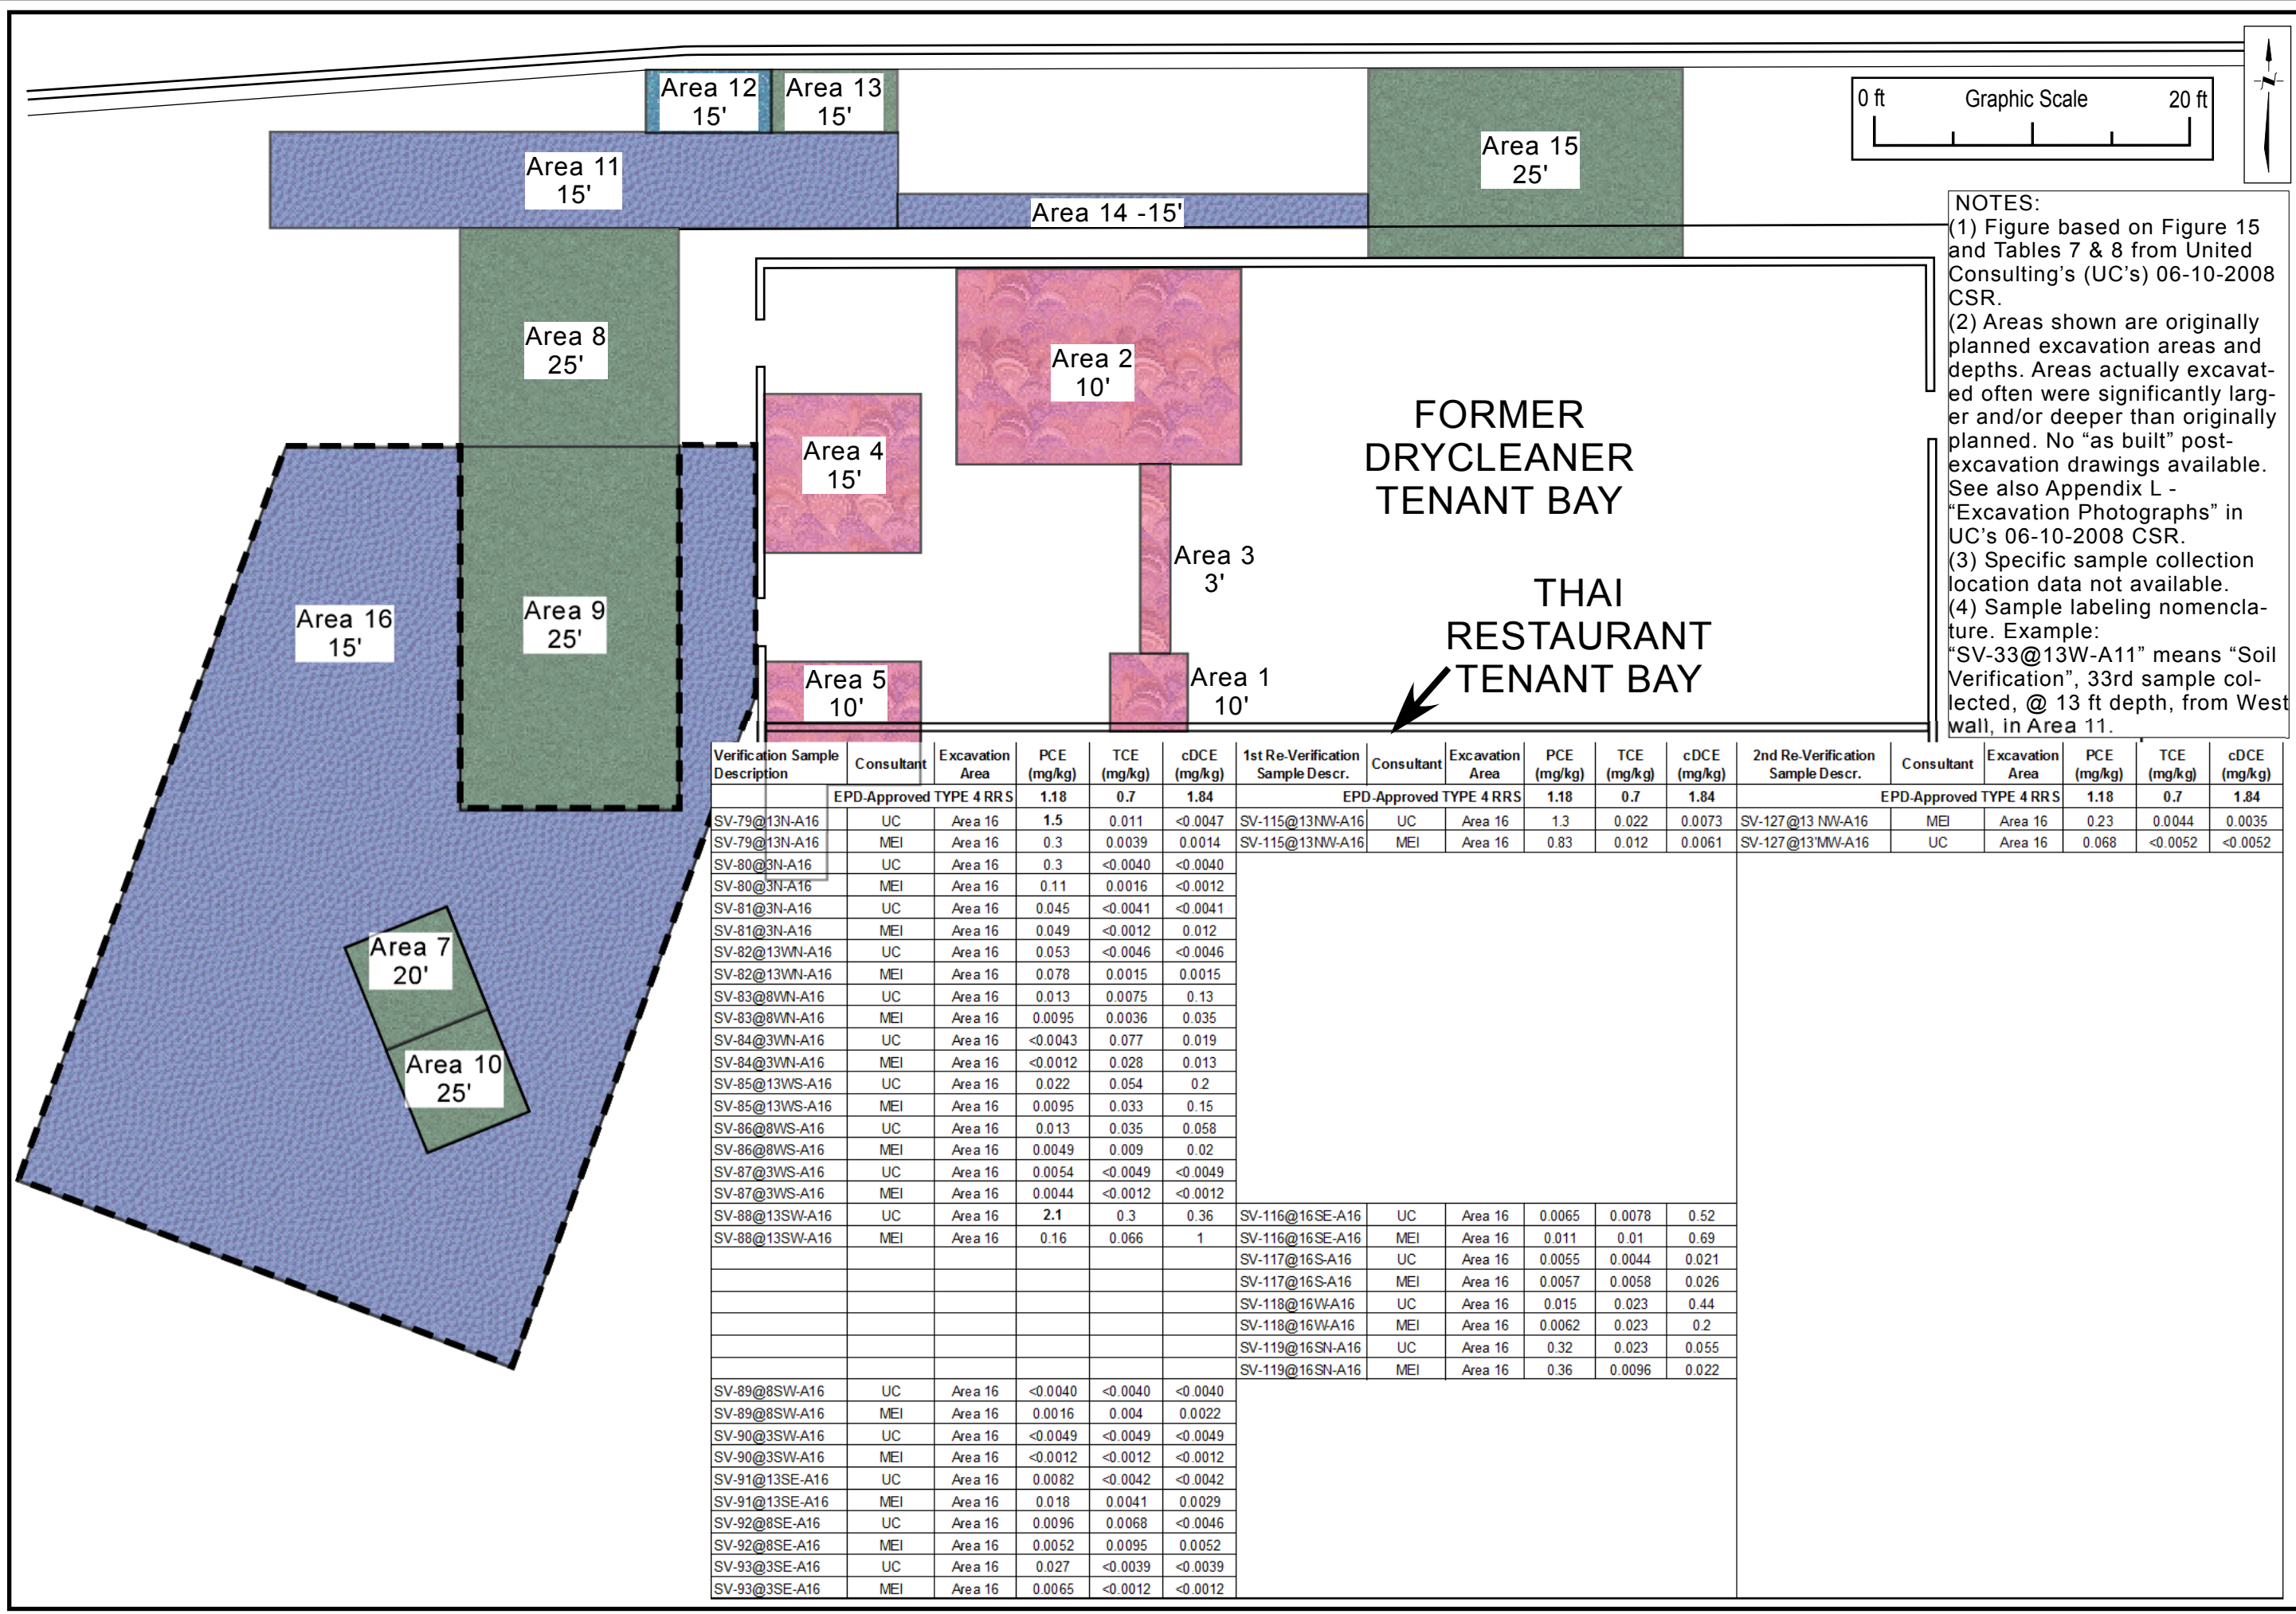 Area 12
15'
Area 13
15'
Area 11
15'
Area 14 -15'
Area 15
25'
0 ft Graphic Scale 20 ft
N
Area 8
25'
Area 2
10'
Area 4
15'
Area 3
3'
Area 16
15'
Area 9
25'
Area 5
10'
Area 1
10'
Area 7
20'
Area 10
25'
FORMER
DRYCLEANER
TENANT BAY
THAI
RESTAURANT
TENANT BAY
NOTES:
(1) Figure based on Figure 15
and Tables 7 & 8 from United
Consulting's (UC's) 06-10-2008
CSR.
(2) Areas shown are originally
planned excavation areas and
depths. Areas actually excavat-
ed often were significantly larg-
er and/or deeper than originally
planned. No “as built” post-
excavation drawings available.
See also Appendix L -
“Excavation Photographs” in
UC's 06-10-2008 CSR.
(3) Specific sample collection
location data not available.
(4) Sample labeling nomencla-
ture. Example:
“SV-33@13W-A11” means “Soil
Verification”, 33rd sample col-
lected, @ 13 ft depth, from West
wall, in Area 11.
Verification Sample Description Consultant Excavation Area PCE (mg/kg) TCE (mg/kg) cDCE (mg/kg) 1st Re-Verification Sample Descr. Consultant Excavation Area PCE (mg/kg) TCE (mg/kg) cDCE (mg/kg) 2nd Re-Verification Sample Descr. Consultant Excavation Area PCE (mg/kg) TCE (mg/kg) cDCE (mg/kg)
EPD-Approved TYPE 4 RRS 1.18 0.7 1.84 EPD-Approved TYPE 4 RRS 1.18 0.7 1.84 EPD-Approved TYPE 4 RRS 1.18 0.7 1.84
SV-79@13N-A16 UC Area 16 1.5 0.011 <0.0047 SV-115@13NW-A16 UC Area 16 1.3 0.022 0.0073 SV-127@13 NW-A16 MEI Area 16 0.23 0.0044 0.0035
SV-79@13N-A16 MEI Area 16 0.3 0.0039 0.0014 SV-115@13NW-A16 MEI Area 16 0.83 0.012 0.0061 SV-127@13'MW-A16 UC Area 16 0.068 <0.0052 <0.0052
SV-80@3N-A16 UC Area 16 0.3 <0.0040 <0.0040
SV-80@3N-A16 MEI Area 16 0.11 0.0016 <0.0012
SV-81@3N-A16 UC Area 16 0.045 <0.0041 <0.0041
SV-81@3N-A16 MEI Area 16 0.049 <0.0012 0.012
SV-82@13WN-A16 UC Area 16 0.053 <0.0046 <0.0046
SV-82@13WN-A16 MEI Area 16 0.078 0.0015 0.0015
SV-83@8WN-A16 UC Area 16 0.013 0.0075 0.13
SV-83@8WN-A16 MEI Area 16 0.0095 0.0036 0.035
SV-84@3WN-A16 UC Area 16 <0.0043 0.077 0.019
SV-84@3WN-A16 MEI Area 16 <0.0012 0.028 0.013
SV-85@13WS-A16 UC Area 16 0.022 0.054 0.2
SV-85@13WS-A16 MEI Area 16 0.0095 0.033 0.15
SV-86@8WS-A16 UC Area 16 0.013 0.035 0.058
SV-86@8WS-A16 MEI Area 16 0.0049 0.009 0.02
SV-87@3WS-A16 UC Area 16 0.0054 <0.0049 <0.0049
SV-87@3WS-A16 MEI Area 16 0.0044 <0.0012 <0.0012
SV-88@13SW-A16 UC Area 16 2.1 0.3 0.36 SV-116@16SE-A16 UC Area 16 0.0065 0.0078 0.52
SV-88@13SW-A16 MEI Area 16 0.16 0.066 1 SV-116@16SE-A16 MEI Area 16 0.011 0.01 0.69
SV-117@16S-A16 UC Area 16 0.0055 0.0044 0.021
SV-117@16S-A16 MEI Area 16 0.0057 0.0058 0.026
SV-118@16W-A16 UC Area 16 0.015 0.023 0.44
SV-118@16W-A16 MEI Area 16 0.0062 0.023 0.2
SV-119@16SN-A16 UC Area 16 0.32 0.023 0.055
SV-119@16SN-A16 MEI Area 16 0.36 0.0096 0.022
SV-89@8SW-A16 UC Area 16 <0.0040 <0.0040 <0.0040
SV-89@8SW-A16 MEI Area 16 0.0016 0.004 0.0022
SV-90@3SW-A16 UC Area 16 <0.0049 <0.0049 <0.0049
SV-90@3SW-A16 MEI Area 16 <0.0012 <0.0012 <0.0012
SV-91@13SE-A16 UC Area 16 0.0082 <0.0042 <0.0042
SV-91@13SE-A16 MEI Area 16 0.018 0.0041 0.0029
SV-92@8SE-A16 UC Area 16 0.0096 0.0068 <0.0046
SV-92@8SE-A16 MEI Area 16 0.0052 0.0095 0.0052
SV-93@3SE-A16 UC Area 16 0.027 <0.0039 <0.0039
SV-93@3SE-A16 MEI Area 16 0.0065 <0.0012 <0.0012